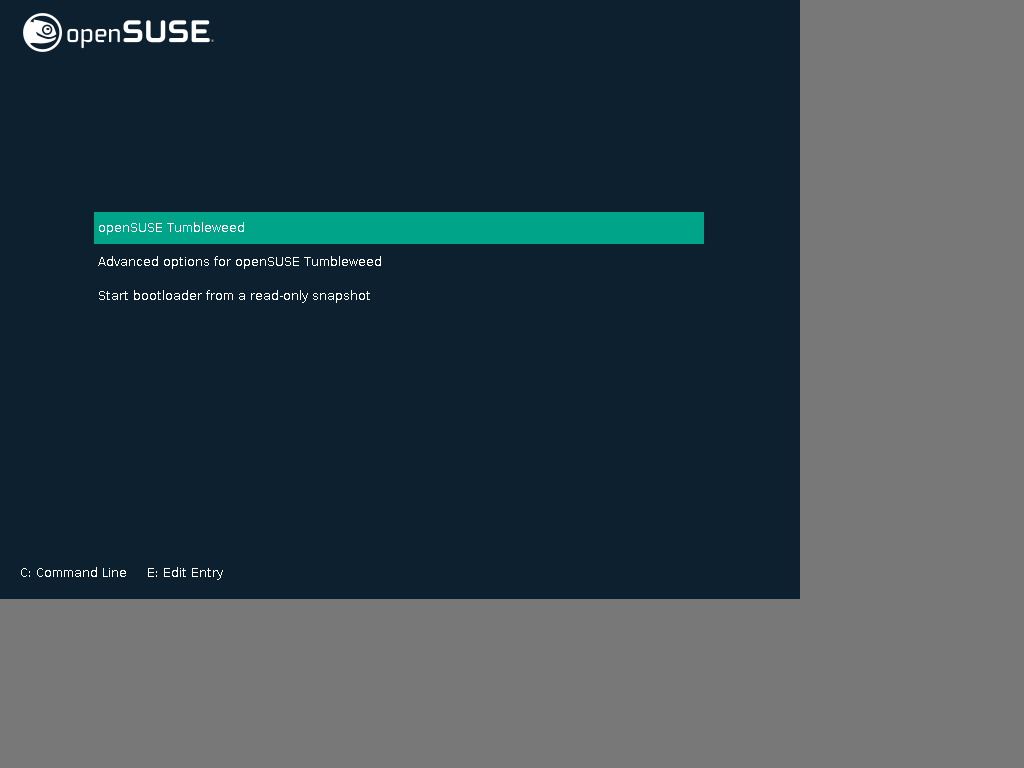 openSUSE
openSUSE Tumbleweed
Advanced options for openSUSE Tumbleweed
Start bootloader from a read-only snapshot
C: Command Line E: Edit Entry